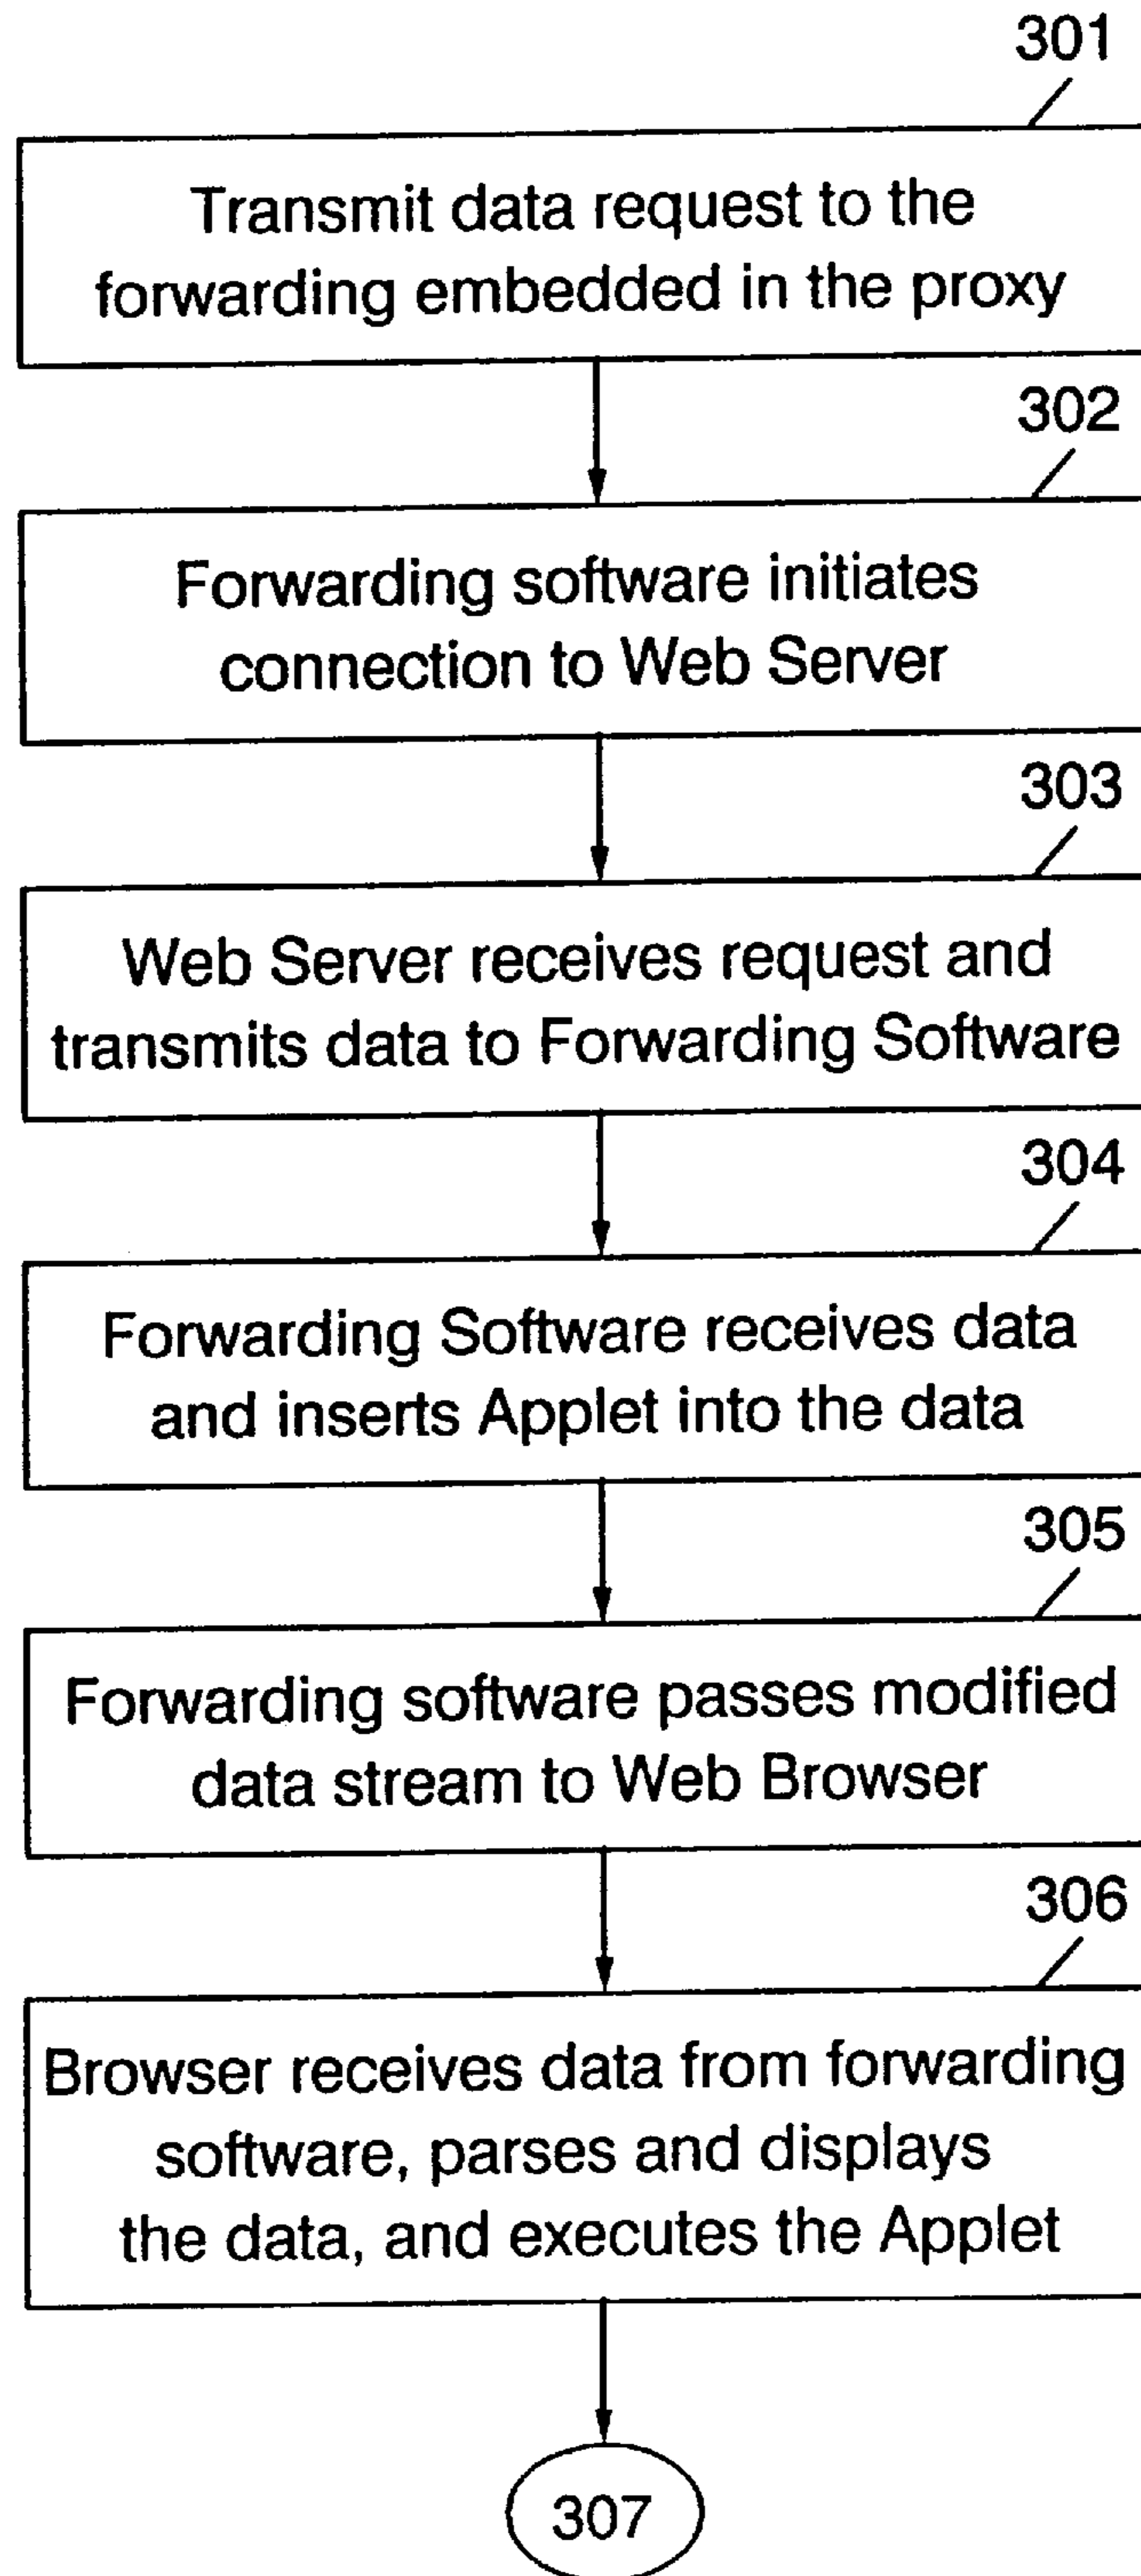 301
Transmit data request to the
forwarding embedded in the proxy
302
Forwarding software initiates
connection to Web Server
303
Web Server receives request and
transmits data to Forwarding Software
304
Forwarding Software receives data
and inserts Applet into the data
305
Forwarding software passes modified
data stream to Web Browser
306
Browser receives data from forwarding
software, parses and displays
the data, and executes the Applet
307